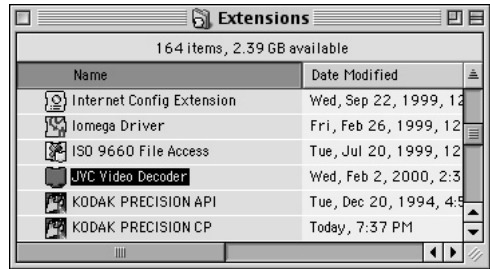 Extensions
164 items, 2.39 GB available
Name Date Modified
Internet Config Extension Wed, Sep 22, 1999, 12
Iomega Driver Fri, Feb 26, 1999, 12
ISO 9660 File Access Tue, Jul 20, 1999, 12
JVC Video Decoder Wed, Feb 2, 2000, 2:3
KODAK PRECISION API Tue, Dec 20, 1994, 4:5
KODAK PRECISION CP Today, 7:37 PM